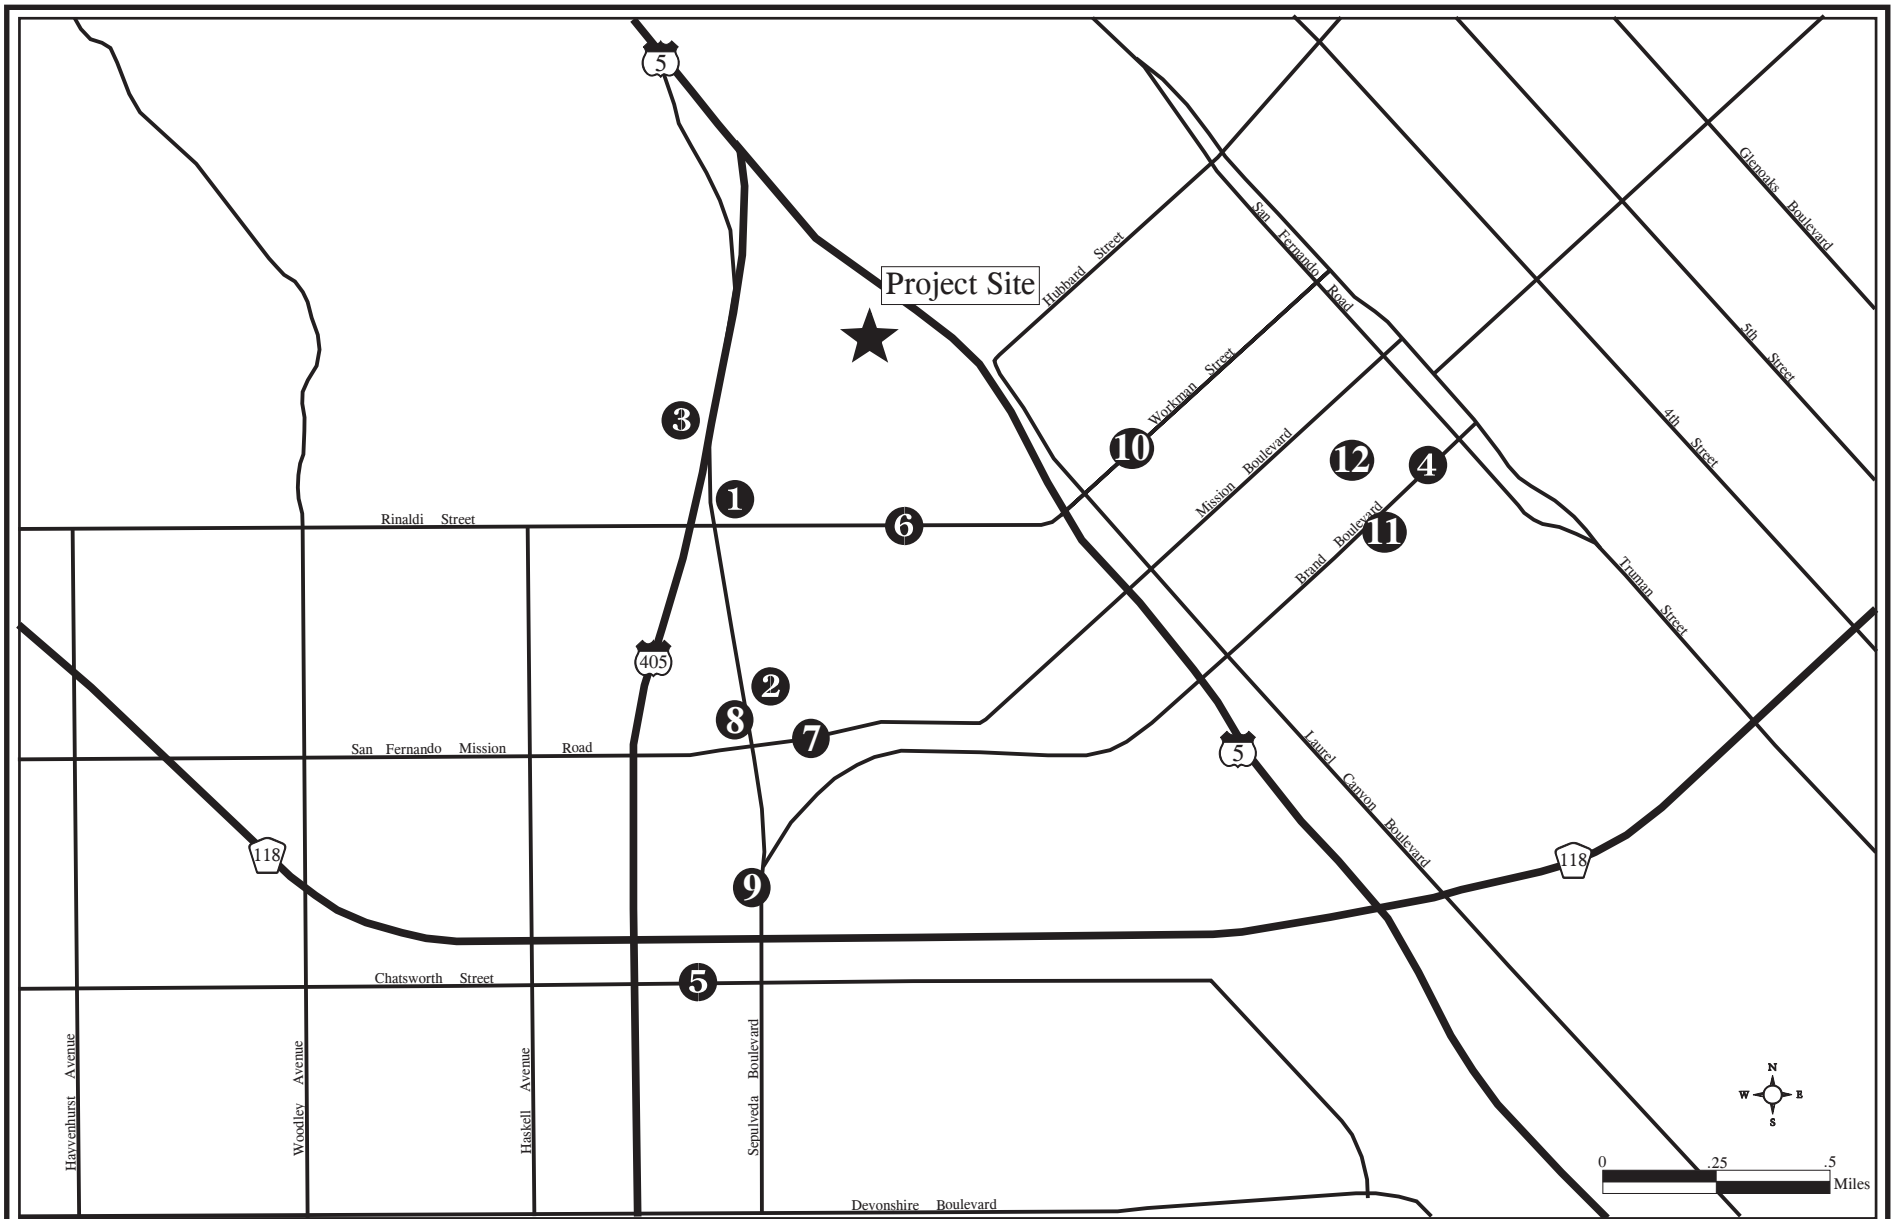 5
Glenoaks Boulevard
San Fernando Road
Hubbard Street
Project Site
5th Street
Workman Street
3
4th Street
10
12
4
Mission Boulevard
1
Rinaldi Street
6
11
Brand Boulevard
Truman Street
405
2
8
7
San Fernando Mission Road
5
Laurel Canyon Boulevard
118
118
9
Chatsworth Street
5
Hayvenhurst Avenue
Woodley Avenue
Haskell Avenue
Sepulveda Boulevard
N
W E
S
0 .25 .5
Miles
Devonshire Boulevard